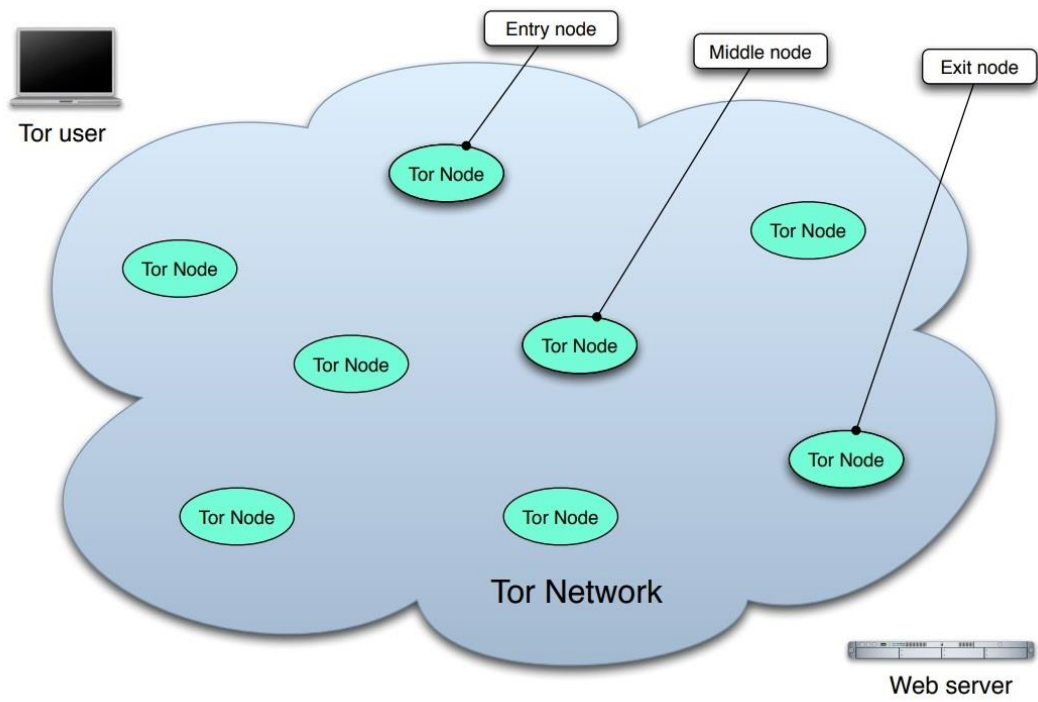 Entry node
Middle node
Exit node
Tor user
Tor Node
Tor Node
Tor Node
Tor Node
Tor Node
Tor Node
Tor Node
Tor Node
Tor Network
Web server